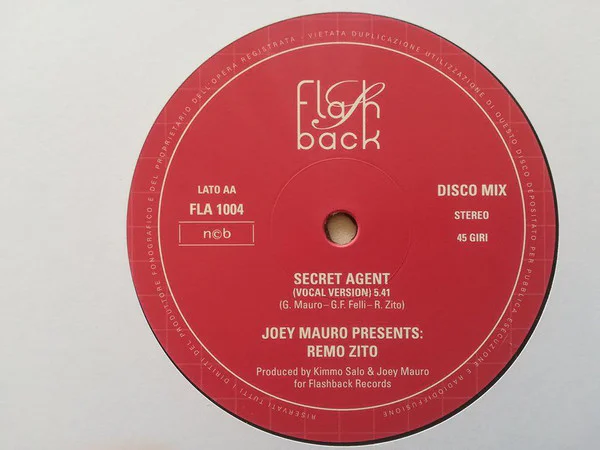 RISERVATI TUTTI I DIRITTI DEL PRODUTTORE FONOGRAFICO E DEL PROPRIETARIO DELL'OPERA REGISTRATA - VIETATA DUPLICAZIONE UTILIZZAZIONE DI QUESTO DISCO DEPOSITATO PER PUBBLICA ESECUZIONE E RADIODIFFUSIONE
flash
back
LATO AA
FLA 1004
n©b
DISCO MIX
STEREO
45 GIRI
SECRET AGENT
(VOCAL VERSION) 5.41
(G. Mauro – G.F. Felli – R. Zito)
JOEY MAURO PRESENTS:
REMO ZITO
Produced by Kimmo Salo & Joey Mauro
for Flashback Records